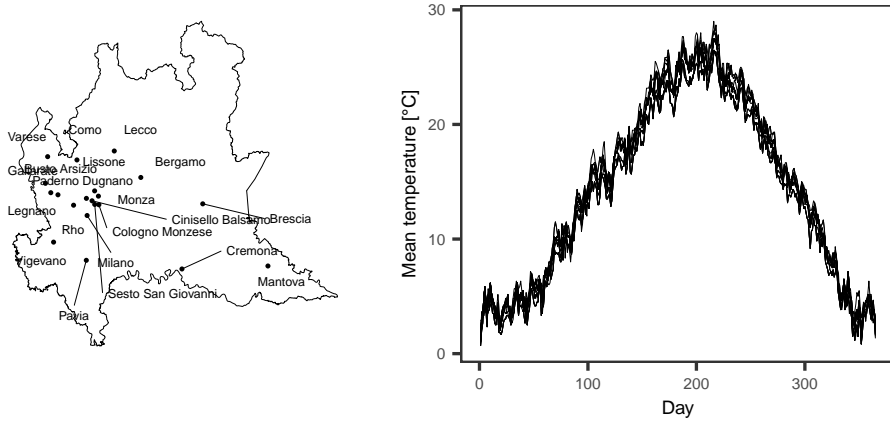 Como
Lecco
Varese
Lissone
Bergamo
Busto Arsizio
Gallarate
Paderno Dugnano
Monza
Legnano
Cinisello Balsamo
Brescia
Rho
Cologno Monzese
Cremona
Vigevano
Milano
Mantova
Sesto San Giovanni
Pavia
Mean temperature [°C]
30
20
10
0
0
100
200
300
Day